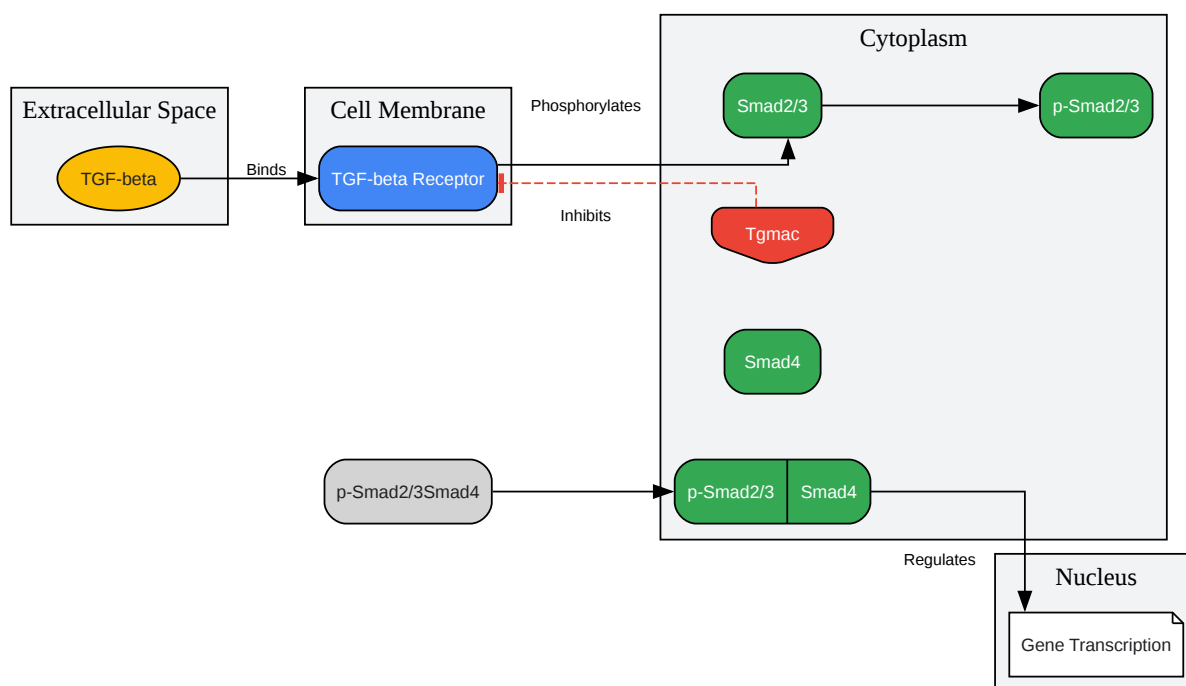 Cytoplasm
Extracellular Space
Cell Membrane
Phosphorylates
Smad2/3
p-Smad2/3
TGF-beta
Binds
TGF-beta Receptor
Inhibits
Tgmac
Smad4
p-Smad2/3Smad4
p-Smad2/3
Smad4
Regulates
Nucleus
Gene Transcription